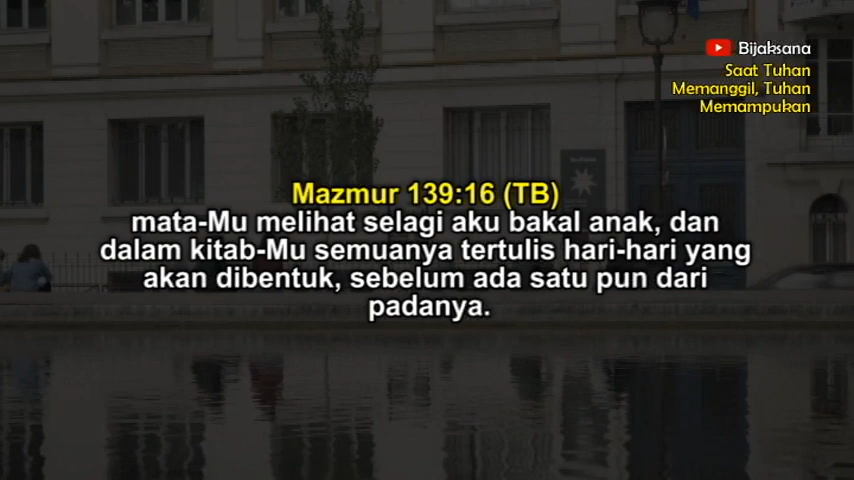 Bijaksana
Saat Tuhan
Memanggil, Tuhan
Memampukan
Mazmur 139:16 (TB)
mata-Mu melihat selagi aku bakal anak, dan
dalam kitab-Mu semuanya tertulis hari-hari yang
akan dibentuk, sebelum ada satu pun dari
padanya.